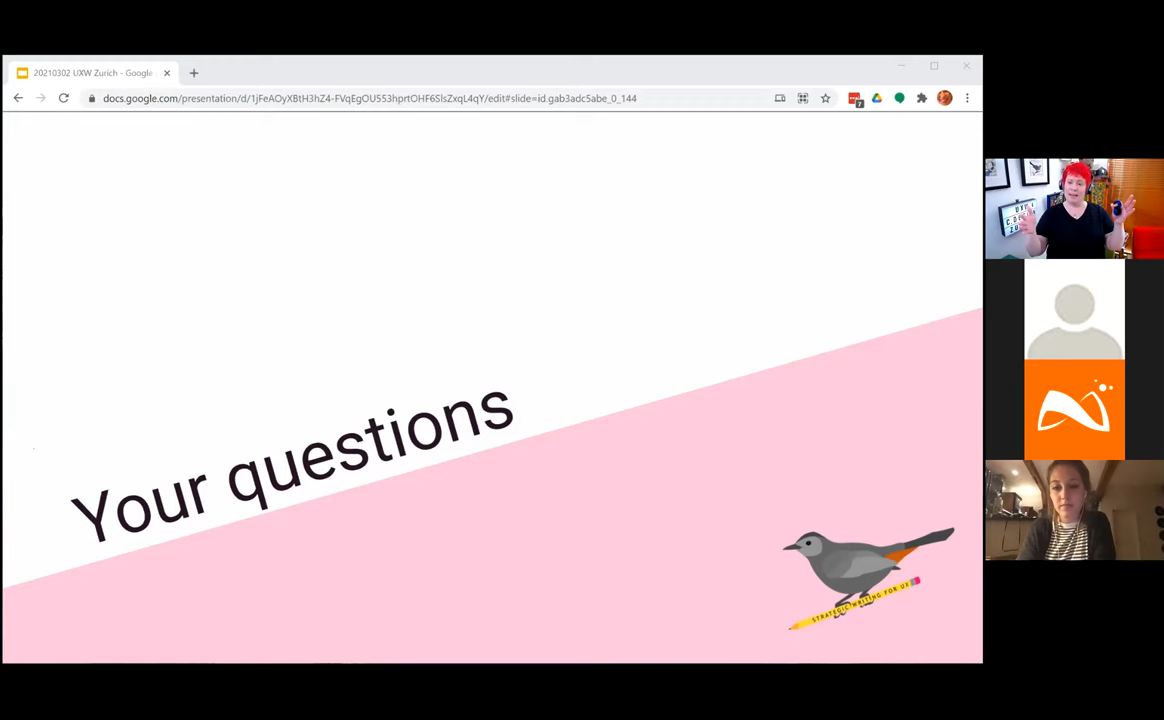 20210302 UXW Zurich - Google
docs.google.com/presentation/d/1jFeAOyXBtH3hZ4-FVqEgOU553hprtOHF6SlsZxqL4qY/edit#slide=id.gab3adc5abe_0_144
7
Your questions
STRATEGIC WRITING FOR UX